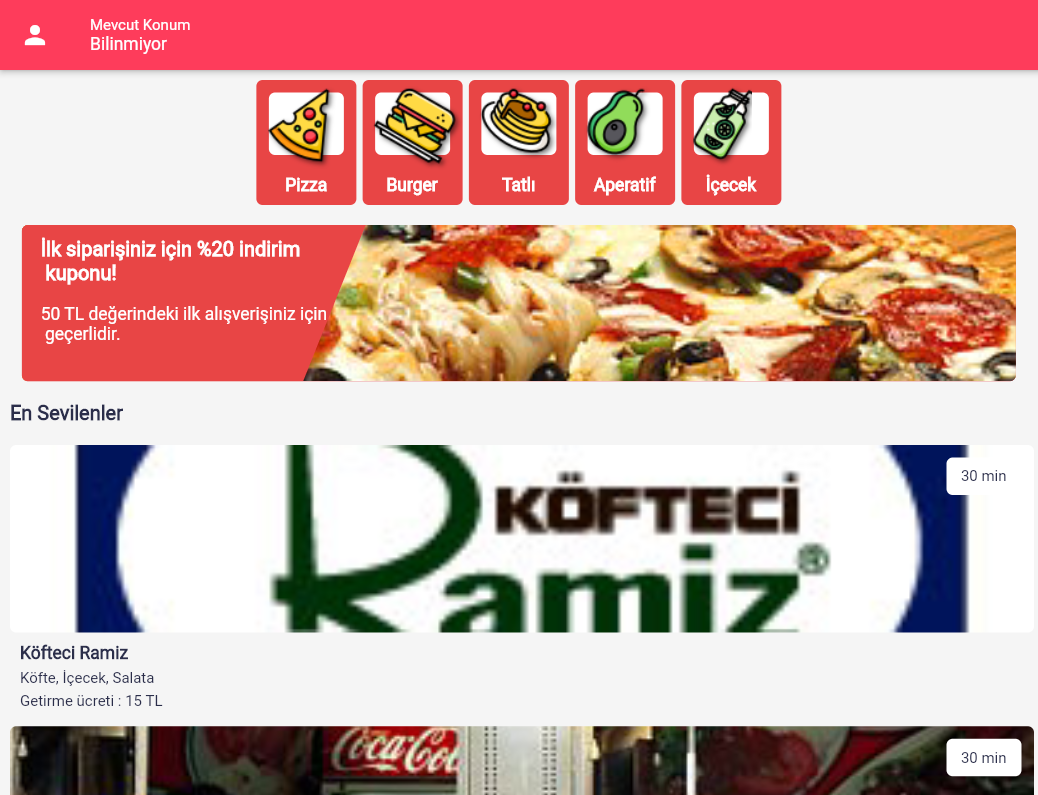 Mevcut Konum
Bilinmiyor
Pizza
Burger
Tatlı
Aperatif
İçecek
İlk siparişiniz için %20 indirim
kuponu!
50 TL değerindeki ilk alışverişiniz için
geçerlidir.
En Sevilenler
30 min
KÖFTECİ
Ramiz®
Köfteci Ramiz
Köfte, İçecek, Salata
Getirme ücreti : 15 TL
Coca-Col
30 min